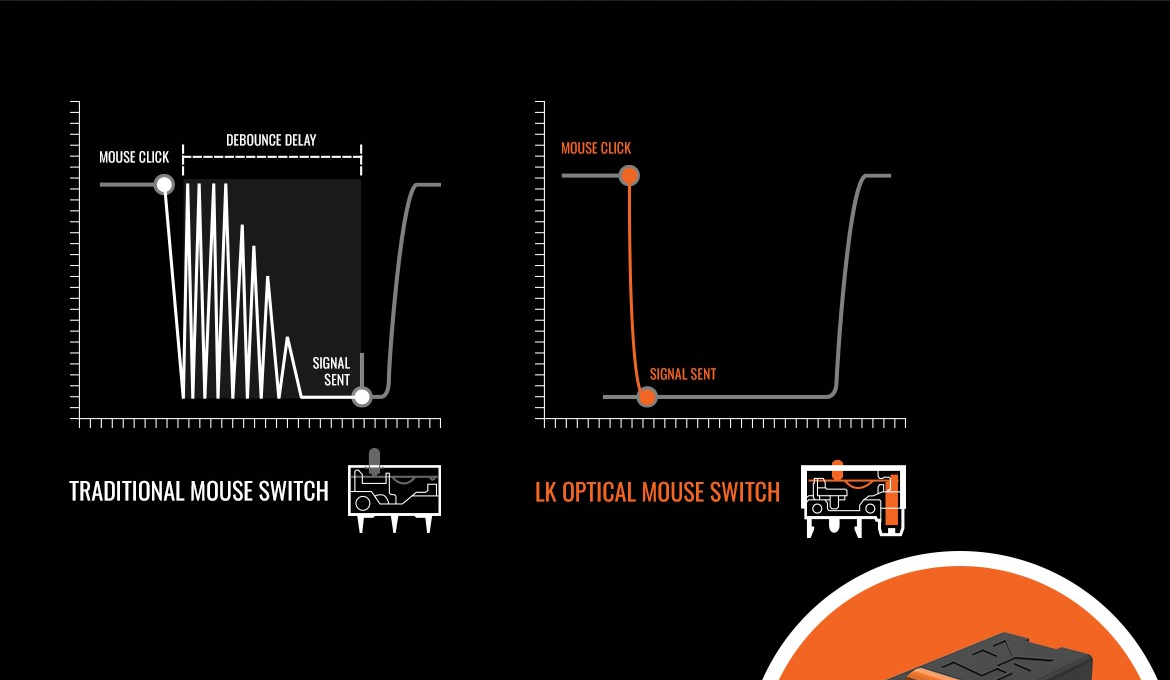 DEBOUNCE DELAY
MOUSE CLICK
SIGNAL
SENT
TRADITIONAL MOUSE SWITCH
MOUSE CLICK
SIGNAL SENT
LK OPTICAL MOUSE SWITCH